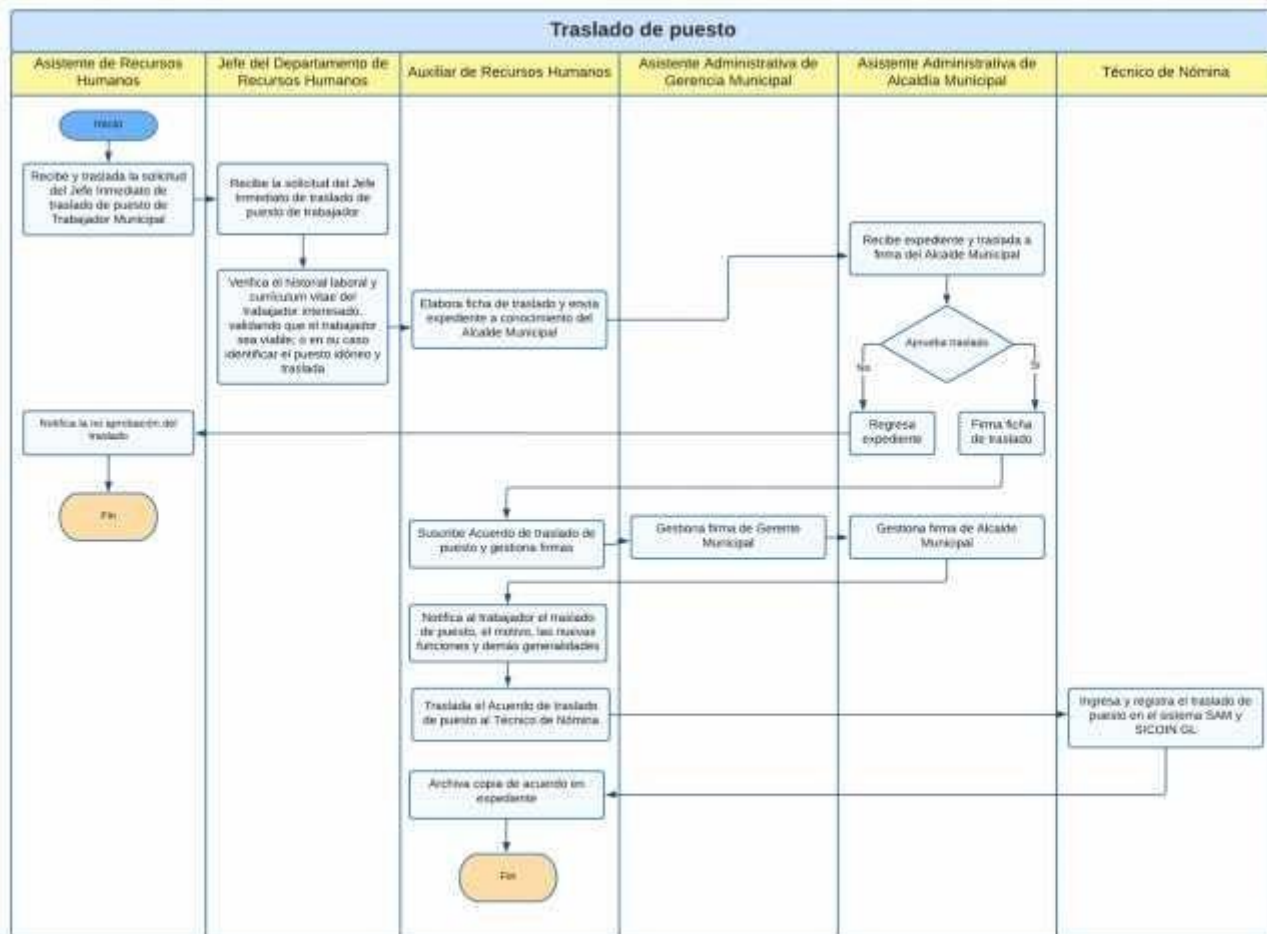 Traslado de puesto
Asistente de Recursos
Humanos
Jefe del Departamento de
Recursos Humanos
Auxiliar de Recursos Humanos
Asistente Administrativa de
Gerencia Municipal
Asistente Administrativa de
Alcaldía Municipal
Técnico de Nómina
Inicio
Recibe y traslada la solicitud
del Jefe Inmediato de
traslado de puesto de
Trabajador Municipal
Recibe la solicitud del Jefe
Inmediato de traslado de
puesto de trabajador
Verifica el historial laboral y
currículum vitae del
trabajador interesado,
validando que el trabajador
sea viable; o en su caso
identificar el puesto idóneo y
traslada
Elabora ficha de traslado y envía
expediente a conocimiento del
Alcalde Municipal
Recibe expediente y traslada a
firma del Alcalde Municipal
Aprueba traslado
No
Si
Regresa
expediente
Firma ficha
de traslado
Notifica la no aprobación del
traslado
Fin
Suscribe Acuerdo de traslado de
puesto y gestiona firmas
Gestiona firma de Gerente
Municipal
Gestiona firma de Alcalde
Municipal
Notifica al trabajador el traslado
de puesto, el motivo, las nuevas
funciones y demás generalidades
Traslada el Acuerdo de traslado
de puesto al Técnico de Nómina
Ingresa y registra el traslado de
puesto en el sistema SAM y
SICOIN GL
Archiva copia de acuerdo en
expediente
Fin